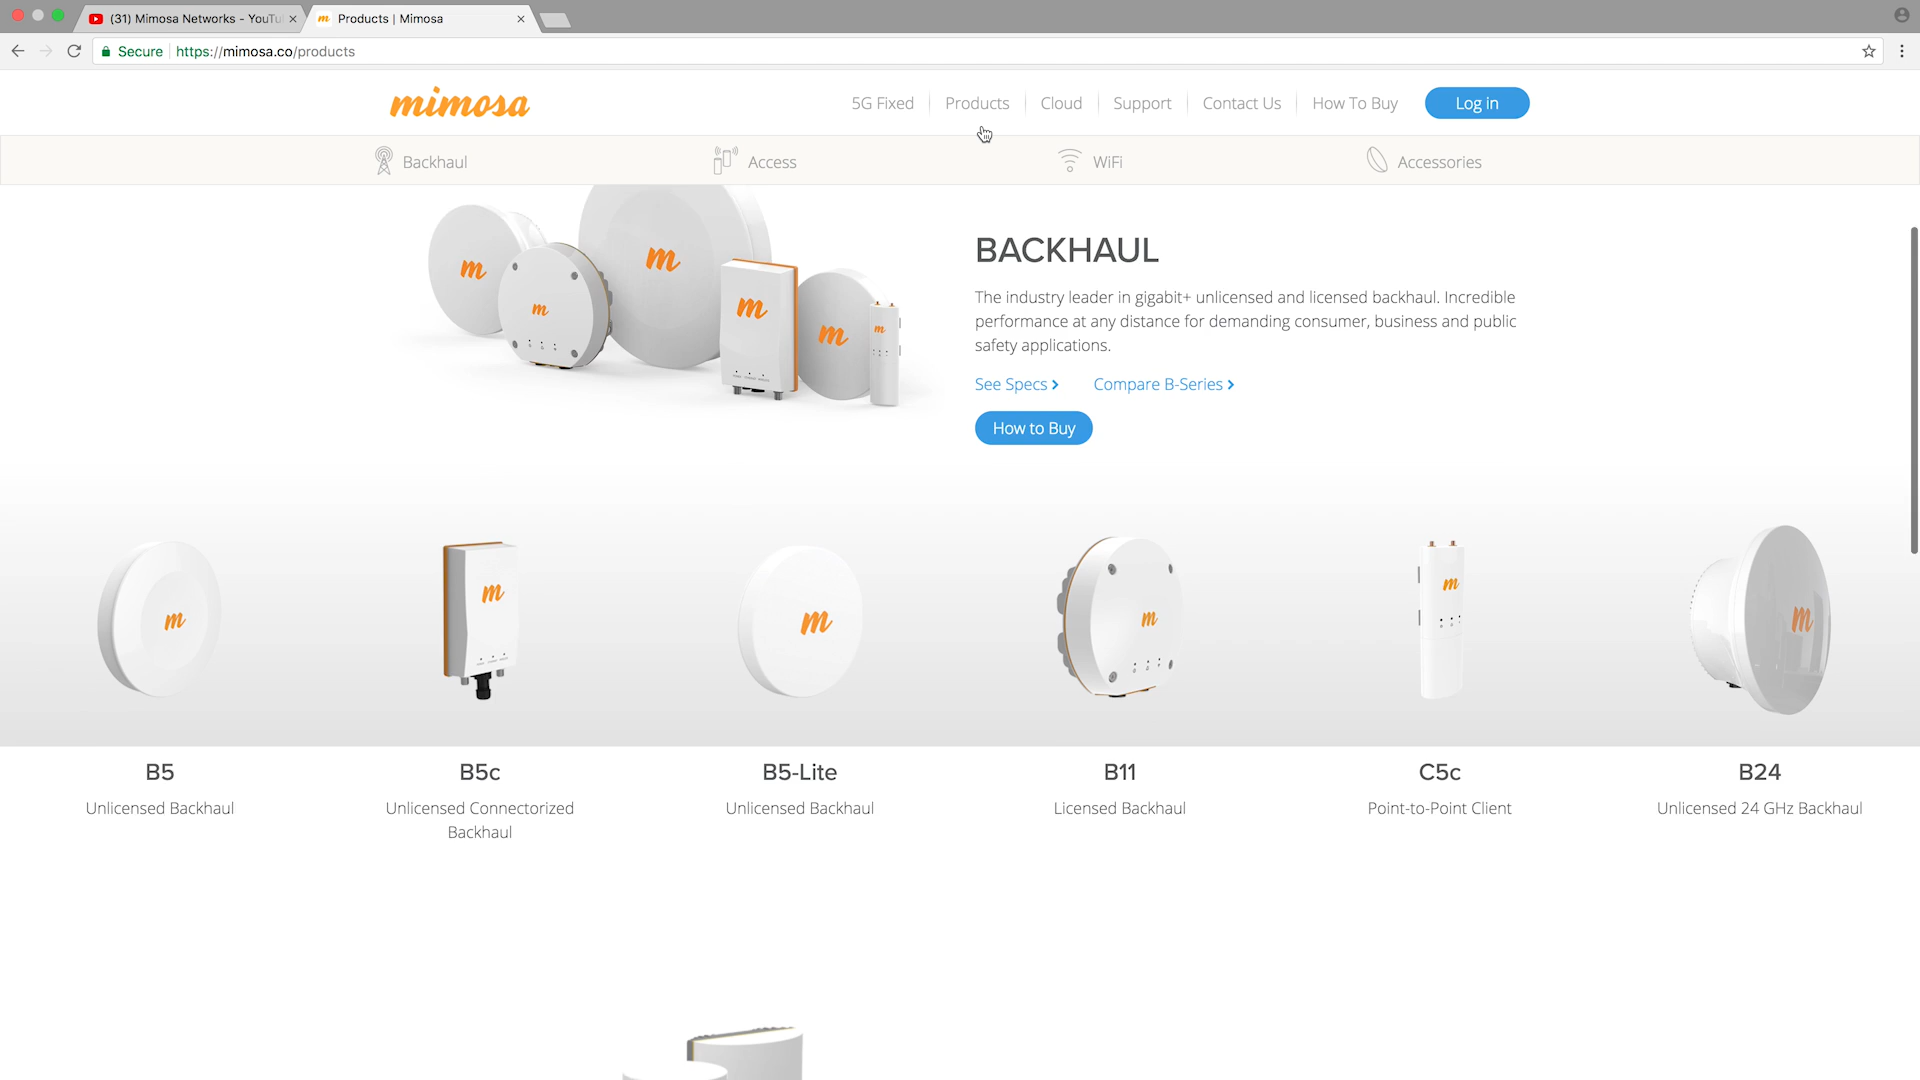 (31) Mimosa Networks - YouTu
Products | Mimosa
Secure
https://mimosa.co/products
mimosa
5G Fixed
Products
Cloud
Support
Contact Us
How To Buy
Log in
Backhaul
Access
WiFi
Accessories
BACKHAUL
The industry leader in gigabit+ unlicensed and licensed backhaul. Incredible
performance at any distance for demanding consumer, business and public
safety applications.
See Specs
Compare B-Series
How to Buy
B5
Unlicensed Backhaul
B5c
Unlicensed Connectorized
Backhaul
B5-Lite
Unlicensed Backhaul
B11
Licensed Backhaul
C5c
Point-to-Point Client
B24
Unlicensed 24 GHz Backhaul